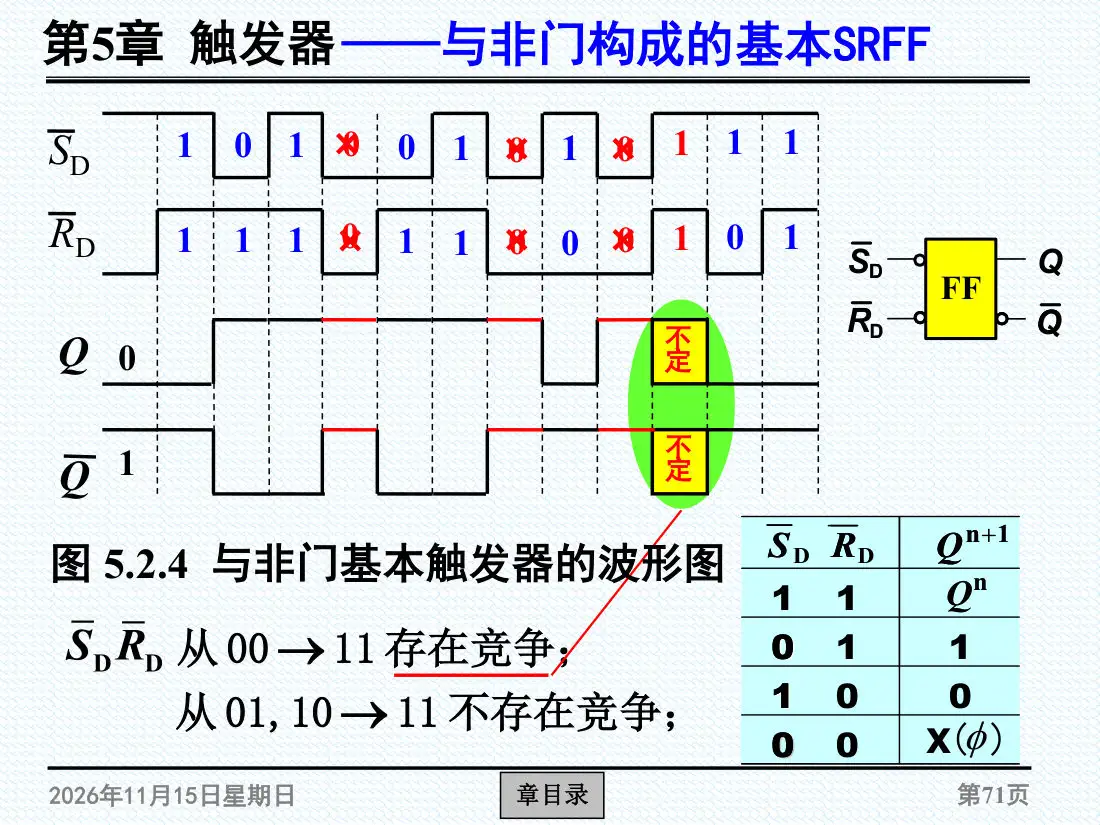 第5章 触发器——与非门构成的基本SRFF
S̅D 1 0 1 0 0 1 0 1 0 1 1 1
R̅D 1 1 1 0 1 1 0 0 0 1 0 1
S̅D FF Q
R̅D Q̅
Q 0 不定
Q̅ 1 不定
图 5.2.4 与非门基本触发器的波形图
S̅D R̅D 从 00 → 11 存在竞争;
从 01, 10 → 11 不存在竞争;
S̅D R̅D Qⁿ⁺¹
1 1 Qⁿ
0 1 1
1 0 0
0 0 X(ϕ)
2026年11月15日星期日
章目录
第71页